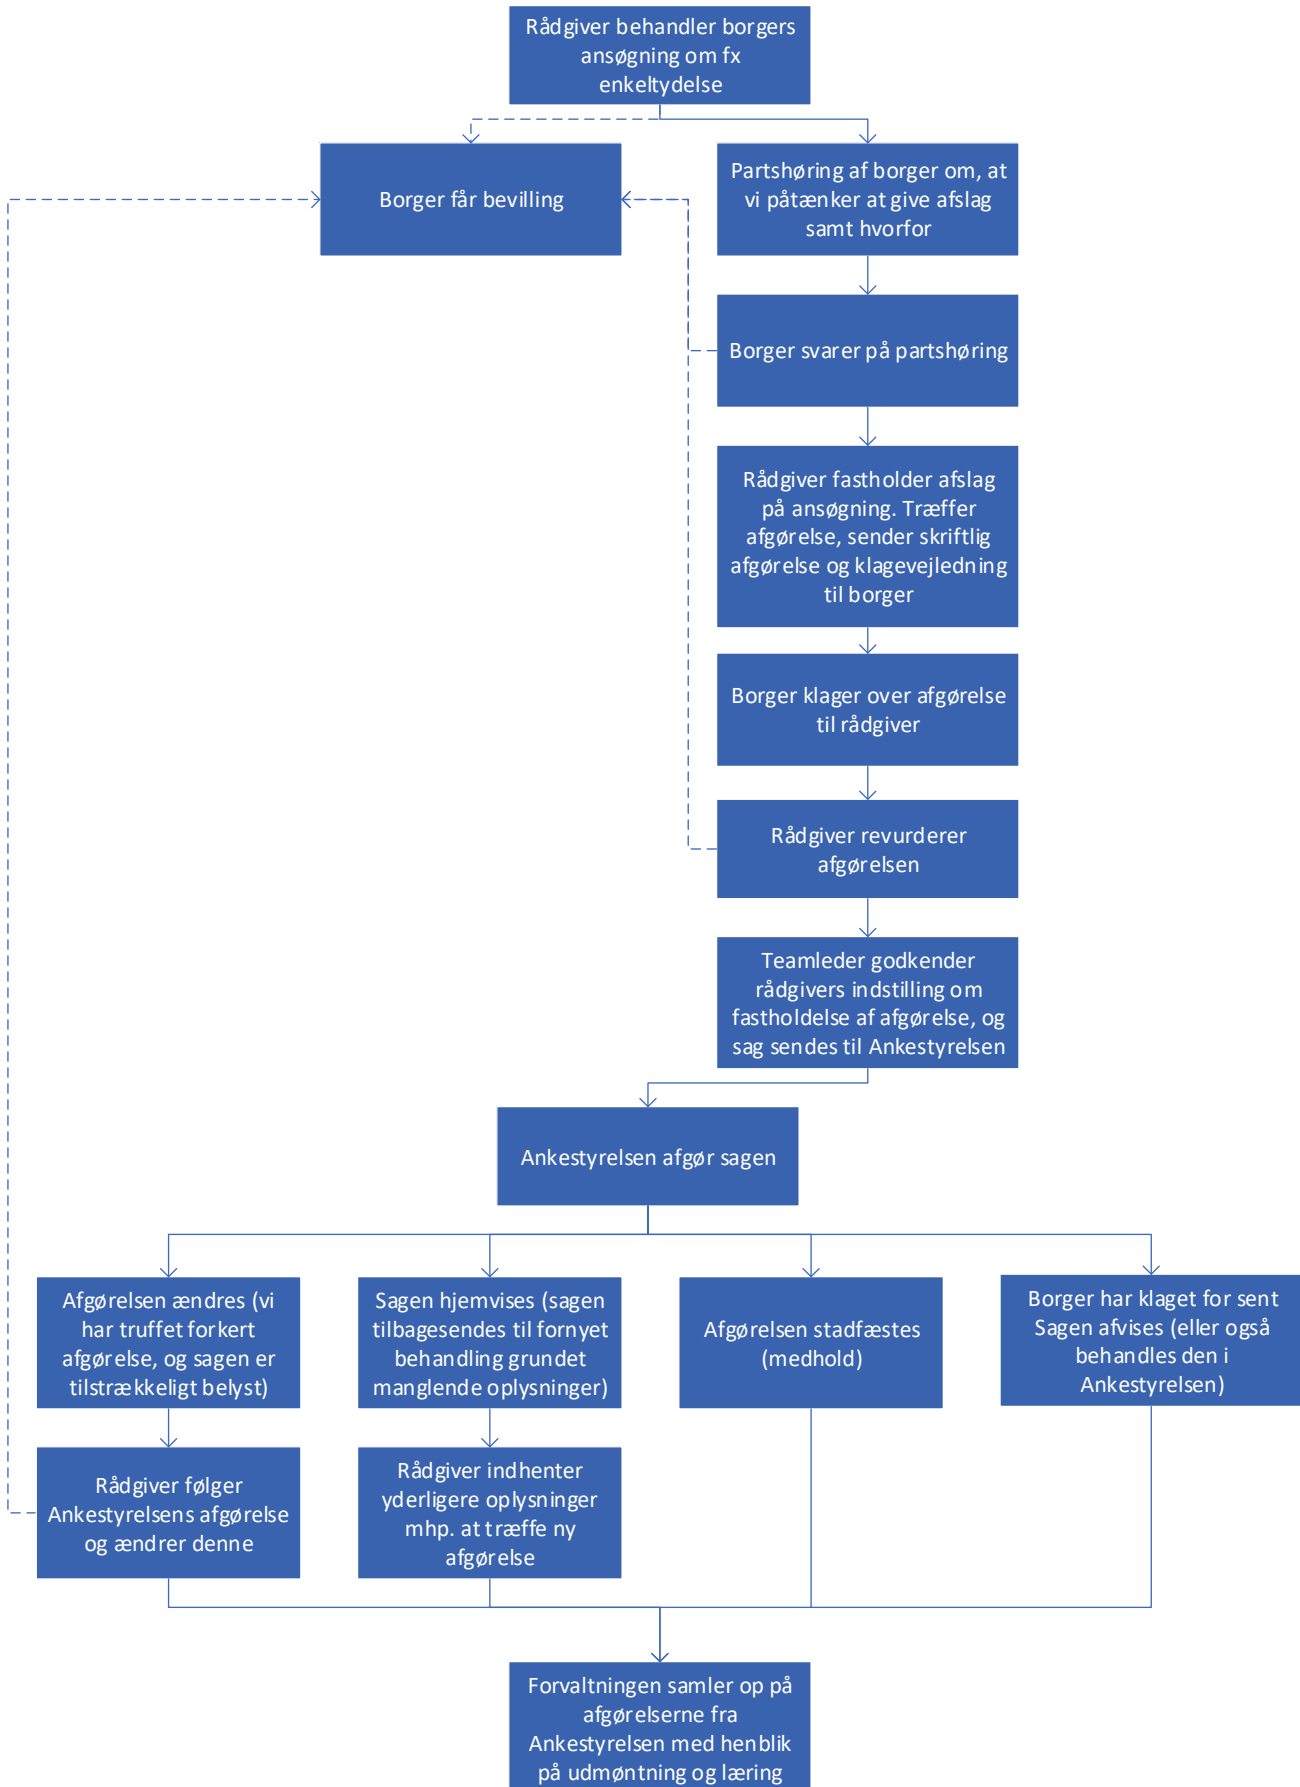 Rådgiver behandler borgers
ansøgning om fx
enkeltydelse
Borger får bevilling
Partshøring af borger om, at
vi påtænker at give afslag
samt hvorfor
Borger svarer på partshøring
Rådgiver fastholder afslag
på ansøgning. Træffer
afgørelse, sender skriftlig
afgørelse og klagevejledning
til borger
Borger klager over afgørelse
til rådgiver
Rådgiver revurderer
afgørelsen
Teamleder godkender
rådgivers indstilling om
fastholdelse af afgørelse, og
sag sendes til Ankestyrelsen
Ankestyrelsen afgør sagen
Afgørelsen ændres (vi
har truffet forkert
afgørelse, og sagen er
tilstrækkeligt belyst)
Sagen hjemvises (sagen
tilbagesendes til fornyet
behandling grundet
manglende oplysninger)
Afgørelsen stadfæstes
(medhold)
Borger har klaget for sent
Sagen afvises (eller også
behandles den i
Ankestyrelsen)
Rådgiver følger
Ankestyrelsens afgørelse
og ændrer denne
Rådgiver indhenter
yderligere oplysninger
mhp. at træffe ny
afgørelse
Forvaltningen samler op på
afgørelserne fra
Ankestyrelsen med henblik
på udmøntning og læring